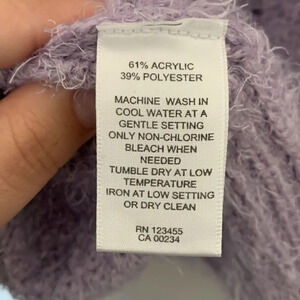 61% ACRYLIC
39% POLYESTER
MACHINE WASH IN
COOL WATER AT A
GENTLE SETTING
ONLY NON-CHLORINE
BLEACH WHEN
NEEDED
TUMBLE DRY AT LOW
TEMPERATURE
IRON AT LOW SETTING
OR DRY CLEAN
RN 123455
CA 00234